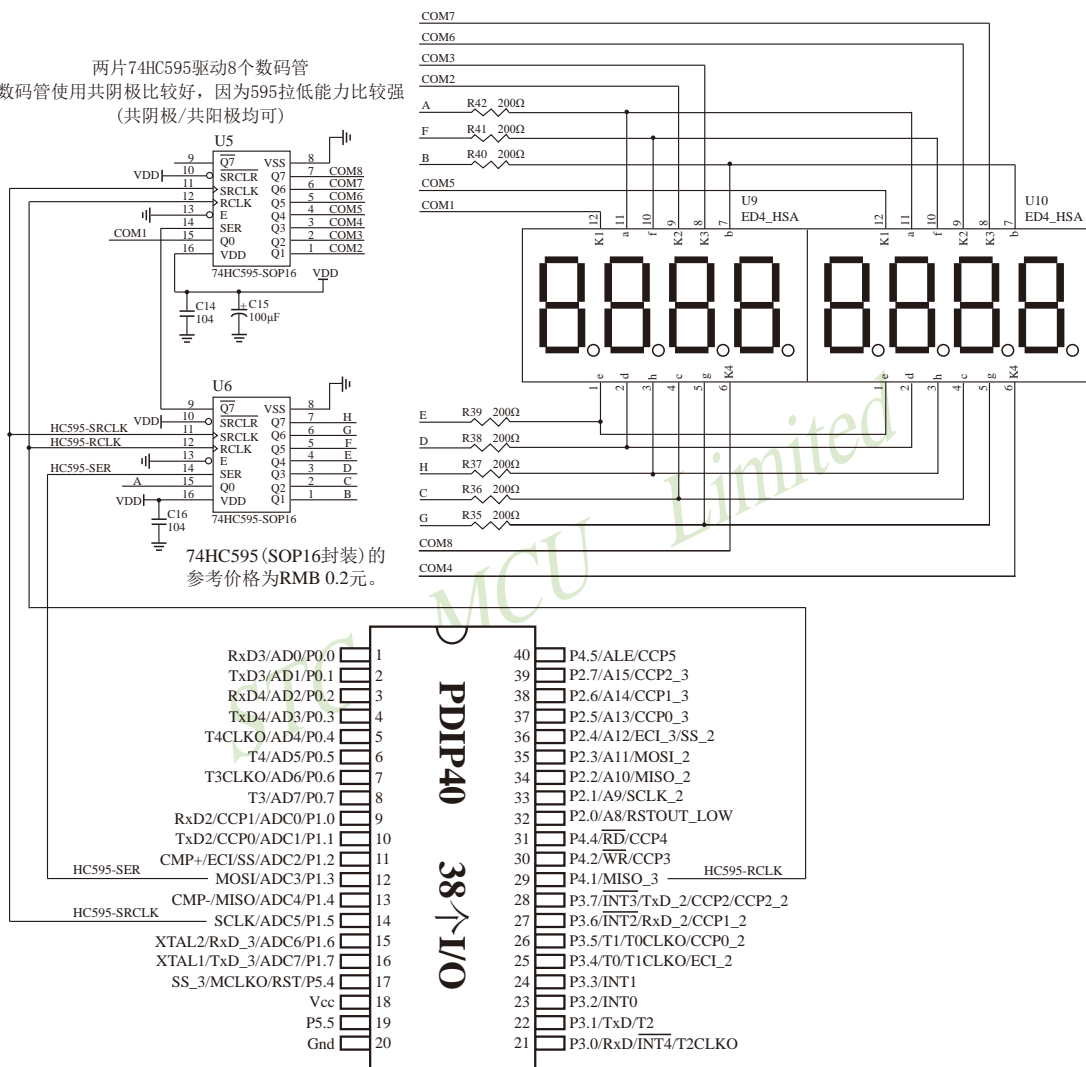 COM7
COM6
COM3
COM2
两片74HC595驱动8个数码管
数码管使用共阴极比较好，因为595拉低能力比较强
(共阴极/共阳极均可)
A R42 200Ω
F R41 200Ω
B R40 200Ω
COM5
COM1
U5
9 Q7 VSS 8
VDD 10 SRCLR Q7 7 COM8
11 SRCLK Q6 6 COM7
12 RCLK Q5 5 COM6
13 E Q4 4 COM5
14 SER Q3 3 COM4
COM1 15 Q0 Q2 2 COM3
16 VDD Q1 1 COM2
74HC595-SOP16
VDD
C14
104
+
C15
100μF
U9
ED4_HSA
12 11 10 9 8 7
K1 a f K2 K3 b
e d h c g K4
1 2 3 4 5 6
U10
ED4_HSA
12 11 10 9 8 7
K1 a f K2 K3 b
e d h c g K4
1 2 3 4 5 6
U6
9 Q7 VSS 8
VDD 10 SRCLR Q7 7 H
HC595-SRCLK 11 SRCLK Q6 6 G
HC595-RCLK 12 RCLK Q5 5 F
13 E Q4 4 E
HC595-SER 14 SER Q3 3 D
A 15 Q0 Q2 2 C
VDD 16 VDD Q1 1 B
74HC595-SOP16
C16
104
74HC595(SOP16封装)的
参考价格为RMB 0.2元。
E R39 200Ω
D R38 200Ω
H R37 200Ω
C R36 200Ω
G R35 200Ω
COM8
COM4
STC MCU Limited
PDIP40 38个I/O
RxD3/AD0/P0.0 1
TxD3/AD1/P0.1 2
RxD4/AD2/P0.2 3
TxD4/AD3/P0.3 4
T4CLKO/AD4/P0.4 5
T4/AD5/P0.5 6
T3CLKO/AD6/P0.6 7
T3/AD7/P0.7 8
RxD2/CCP1/ADC0/P1.0 9
TxD2/CCP0/ADC1/P1.1 10
CMP+/ECI/SS/ADC2/P1.2 11
HC595-SER MOSI/ADC3/P1.3 12
CMP-/MISO/ADC4/P1.4 13
HC595-SRCLK SCLK/ADC5/P1.5 14
XTAL2/RxD_3/ADC6/P1.6 15
XTAL1/TxD_3/ADC7/P1.7 16
SS_3/MCLKO/RST/P5.4 17
Vcc 18
P5.5 19
Gnd 20
40 P4.5/ALE/CCP5
39 P2.7/A15/CCP2_3
38 P2.6/A14/CCP1_3
37 P2.5/A13/CCP0_3
36 P2.4/A12/ECI_3/SS_2
35 P2.3/A11/MOSI_2
34 P2.2/A10/MISO_2
33 P2.1/A9/SCLK_2
32 P2.0/A8/RSTOUT_LOW
31 P4.4/RD/CCP4
30 P4.2/WR/CCP3
29 P4.1/MISO_3 HC595-RCLK
28 P3.7/INT3/TxD_2/CCP2/CCP2_2
27 P3.6/INT2/RxD_2/CCP1_2
26 P3.5/T1/T0CLKO/CCP0_2
25 P3.4/T0/T1CLKO/ECI_2
24 P3.3/INT1
23 P3.2/INT0
22 P3.1/TxD/T2
21 P3.0/RxD/INT4/T2CLKO